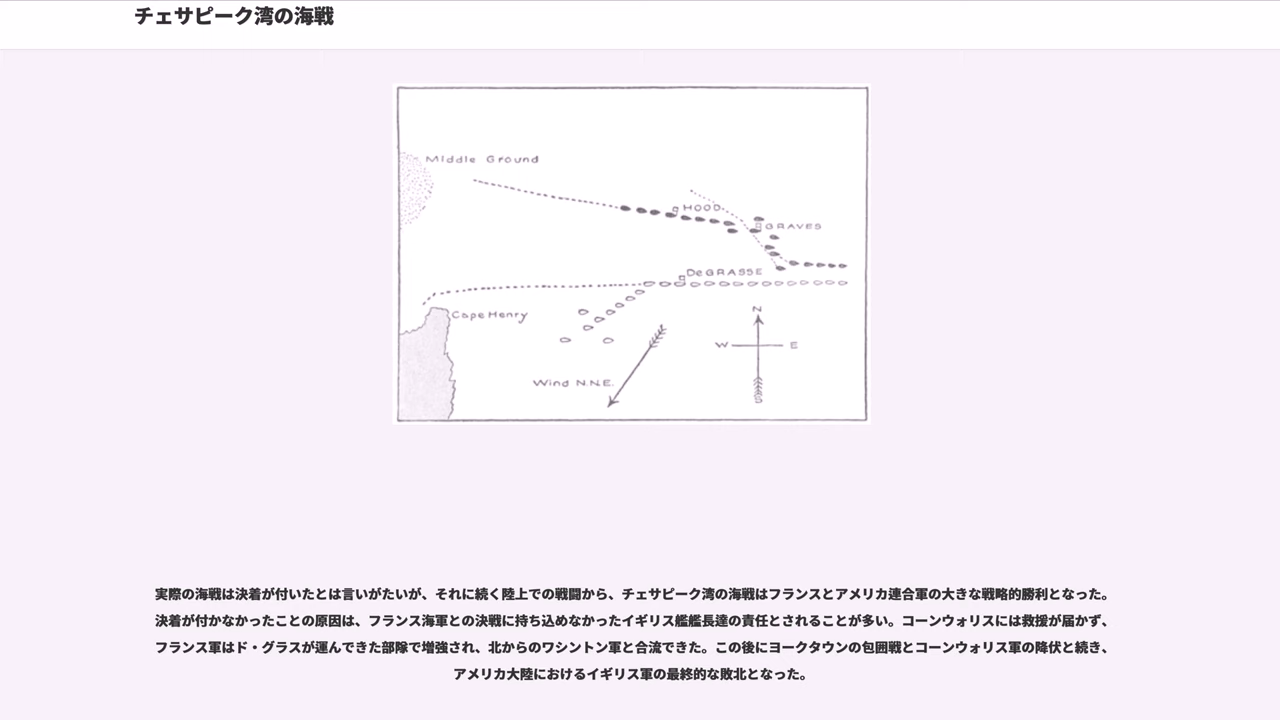 チェサピーク湾の海戦
Middle Ground
HOOD
GRAVES
DeGRASSE
Cape Henry
N
W E
Wind N.N.E.
S
実際の海戦は決着が付いたとは言いがたいが、それに続く陸上での戦闘から、チェサピーク湾の海戦はフランスとアメリカ連合軍の大きな戦略的勝利となった。
決着が付かなかったことの原因は、フランス海軍との決戦に持ち込めなかったイギリス艦艦長達の責任とされることが多い。コーンウォリスには救援が届かず、
フランス軍はド・グラスが運んできた部隊で増強され、北からのワシントン軍と合流できた。この後にヨークタウンの包囲戦とコーンウォリス軍の降伏と続き、
アメリカ大陸におけるイギリス軍の最終的な敗北となった。